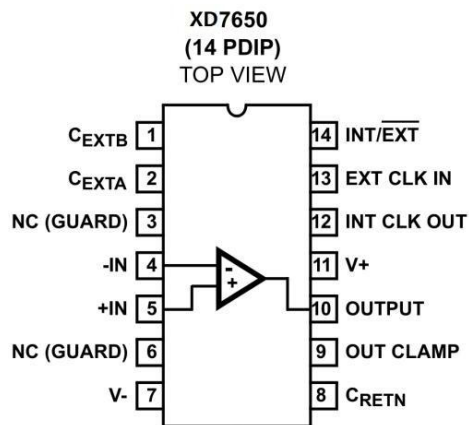 XD7650
(14 PDIP)
TOP VIEW
CEXTB 1 14 INT/EXT
CEXTA 2 13 EXT CLK IN
NC (GUARD) 3 12 INT CLK OUT
-IN 4 - 11 V+
+IN 5 + 10 OUTPUT
NC (GUARD) 6 9 OUT CLAMP
V- 7 8 CRETN